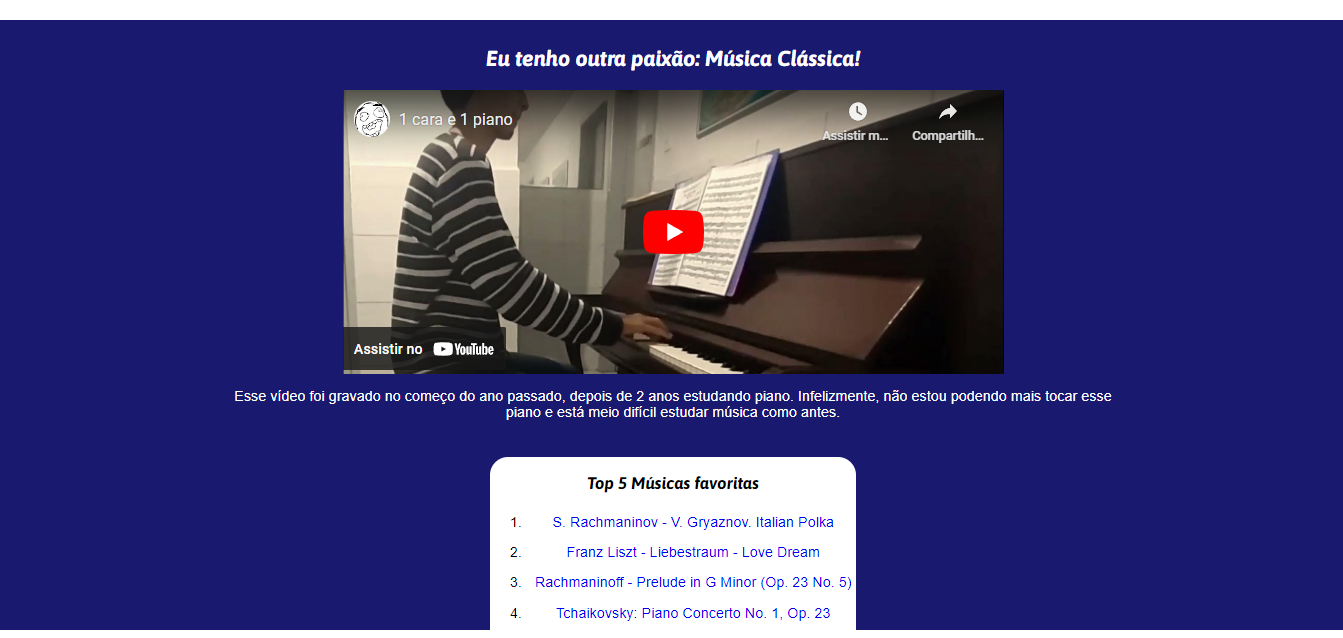 Eu tenho outra paixão: Música Clássica!
1 cara e 1 piano
Assistir m...
Compartilh...
Assistir no YouTube
Esse vídeo foi gravado no começo do ano passado, depois de 2 anos estudando piano. Infelizmente, não estou podendo mais tocar esse
piano e está meio difícil estudar música como antes.
Top 5 Músicas favoritas
1. S. Rachmaninov - V. Gryaznov. Italian Polka
2. Franz Liszt - Liebestraum - Love Dream
3. Rachmaninoff - Prelude in G Minor (Op. 23 No. 5)
4. Tchaikovsky: Piano Concerto No. 1, Op. 23